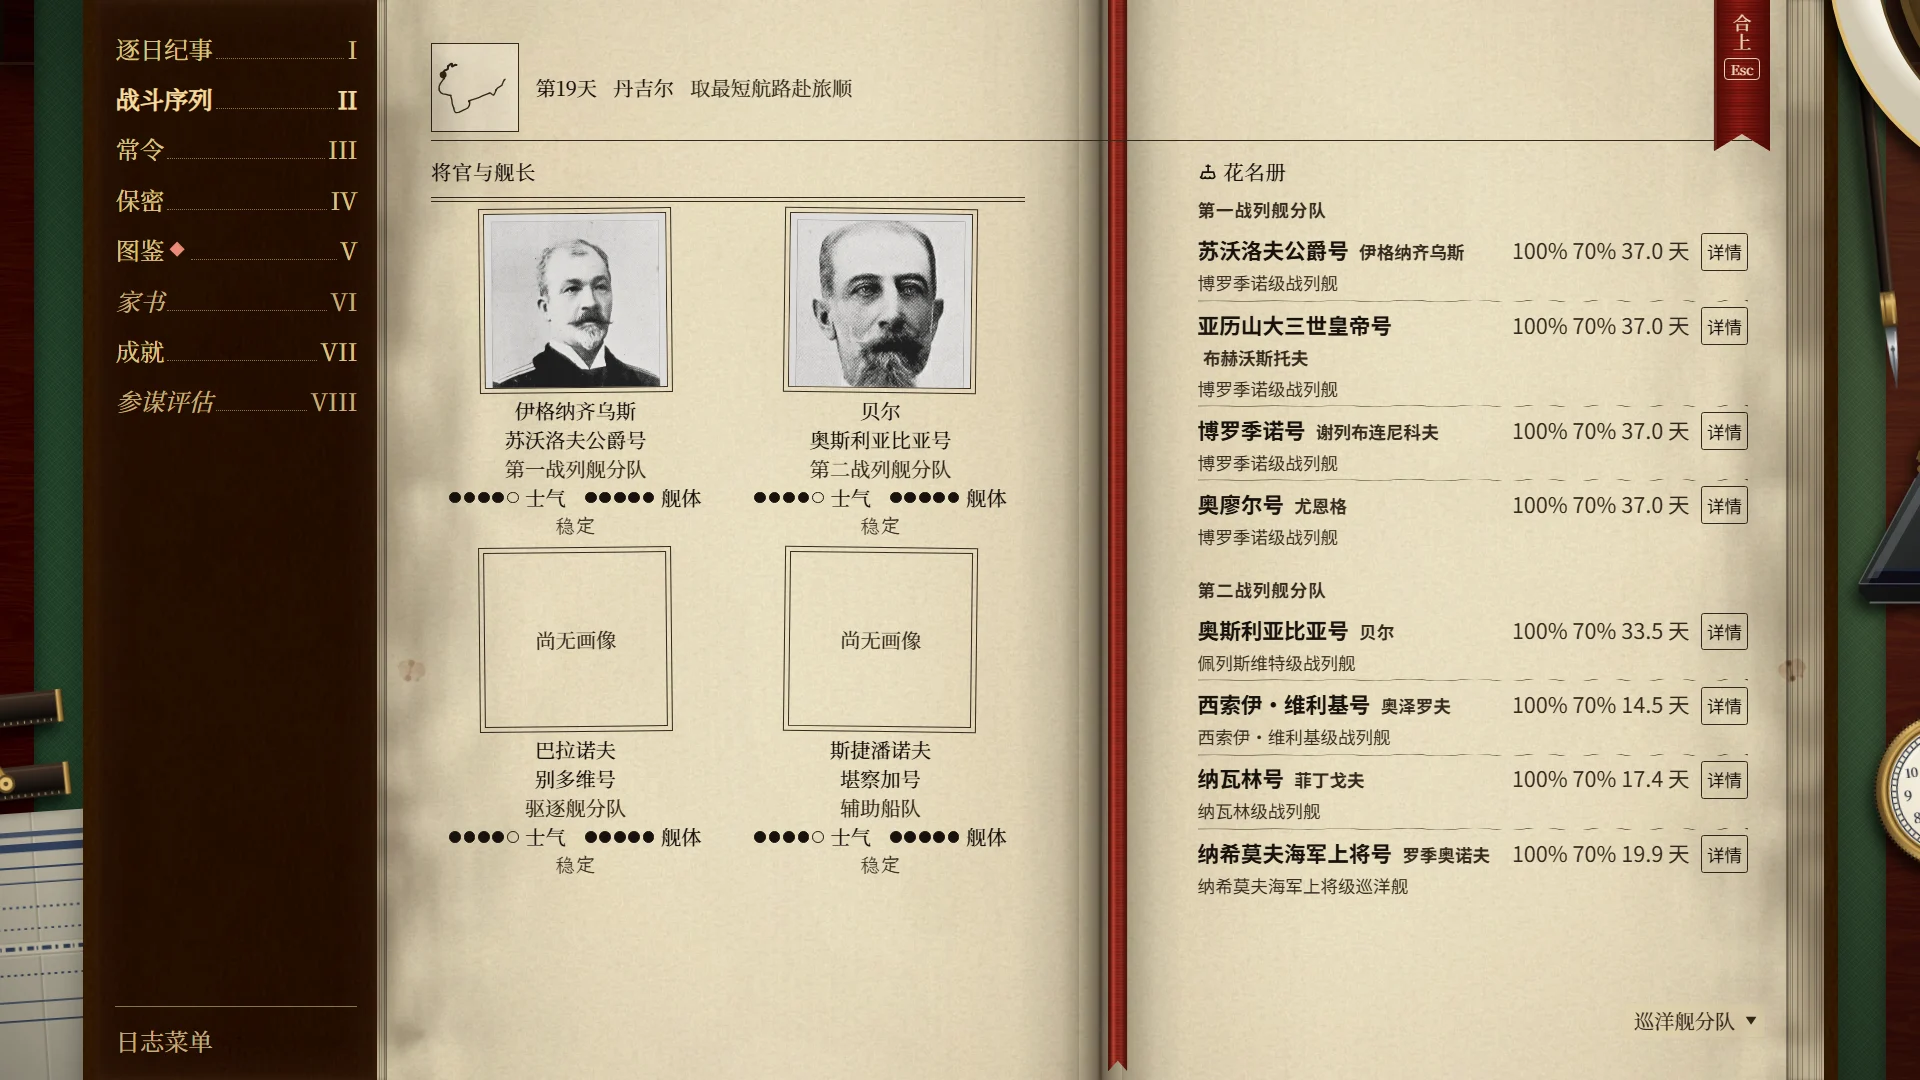 逐日纪事 I
战斗序列 II
常令 III
保密 IV
图鉴 V
家书 VI
成就 VII
参谋评估 VIII
日志菜单
第19天 丹吉尔 取最短航路赴旅顺
将官与舰长
伊格纳齐乌斯
苏沃洛夫公爵号
第一战列舰分队
士气 舰体
稳定
贝尔
奥斯利亚比亚号
第二战列舰分队
士气 舰体
稳定
尚无画像
巴拉诺夫
别多维号
驱逐舰分队
士气 舰体
稳定
尚无画像
斯捷潘诺夫
堪察加号
辅助船队
士气 舰体
稳定
合上
Esc
花名册
第一战列舰分队
苏沃洛夫公爵号 伊格纳齐乌斯 100% 70% 37.0 天 详情
博罗季诺级战列舰
亚历山大三世皇帝号 100% 70% 37.0 天 详情
布赫沃斯托夫
博罗季诺级战列舰
博罗季诺号 谢列布连尼科夫 100% 70% 37.0 天 详情
博罗季诺级战列舰
奥廖尔号 尤恩格 100% 70% 37.0 天 详情
博罗季诺级战列舰
第二战列舰分队
奥斯利亚比亚号 贝尔 100% 70% 33.5 天 详情
佩列斯维特级战列舰
西索伊・维利基号 奥泽罗夫 100% 70% 14.5 天 详情
西索伊・维利基级战列舰
纳瓦林号 菲丁戈夫 100% 70% 17.4 天 详情
纳瓦林级战列舰
纳希莫夫海军上将号 罗季奥诺夫 100% 70% 19.9 天 详情
纳希莫夫海军上将级巡洋舰
巡洋舰分队
10
9
8